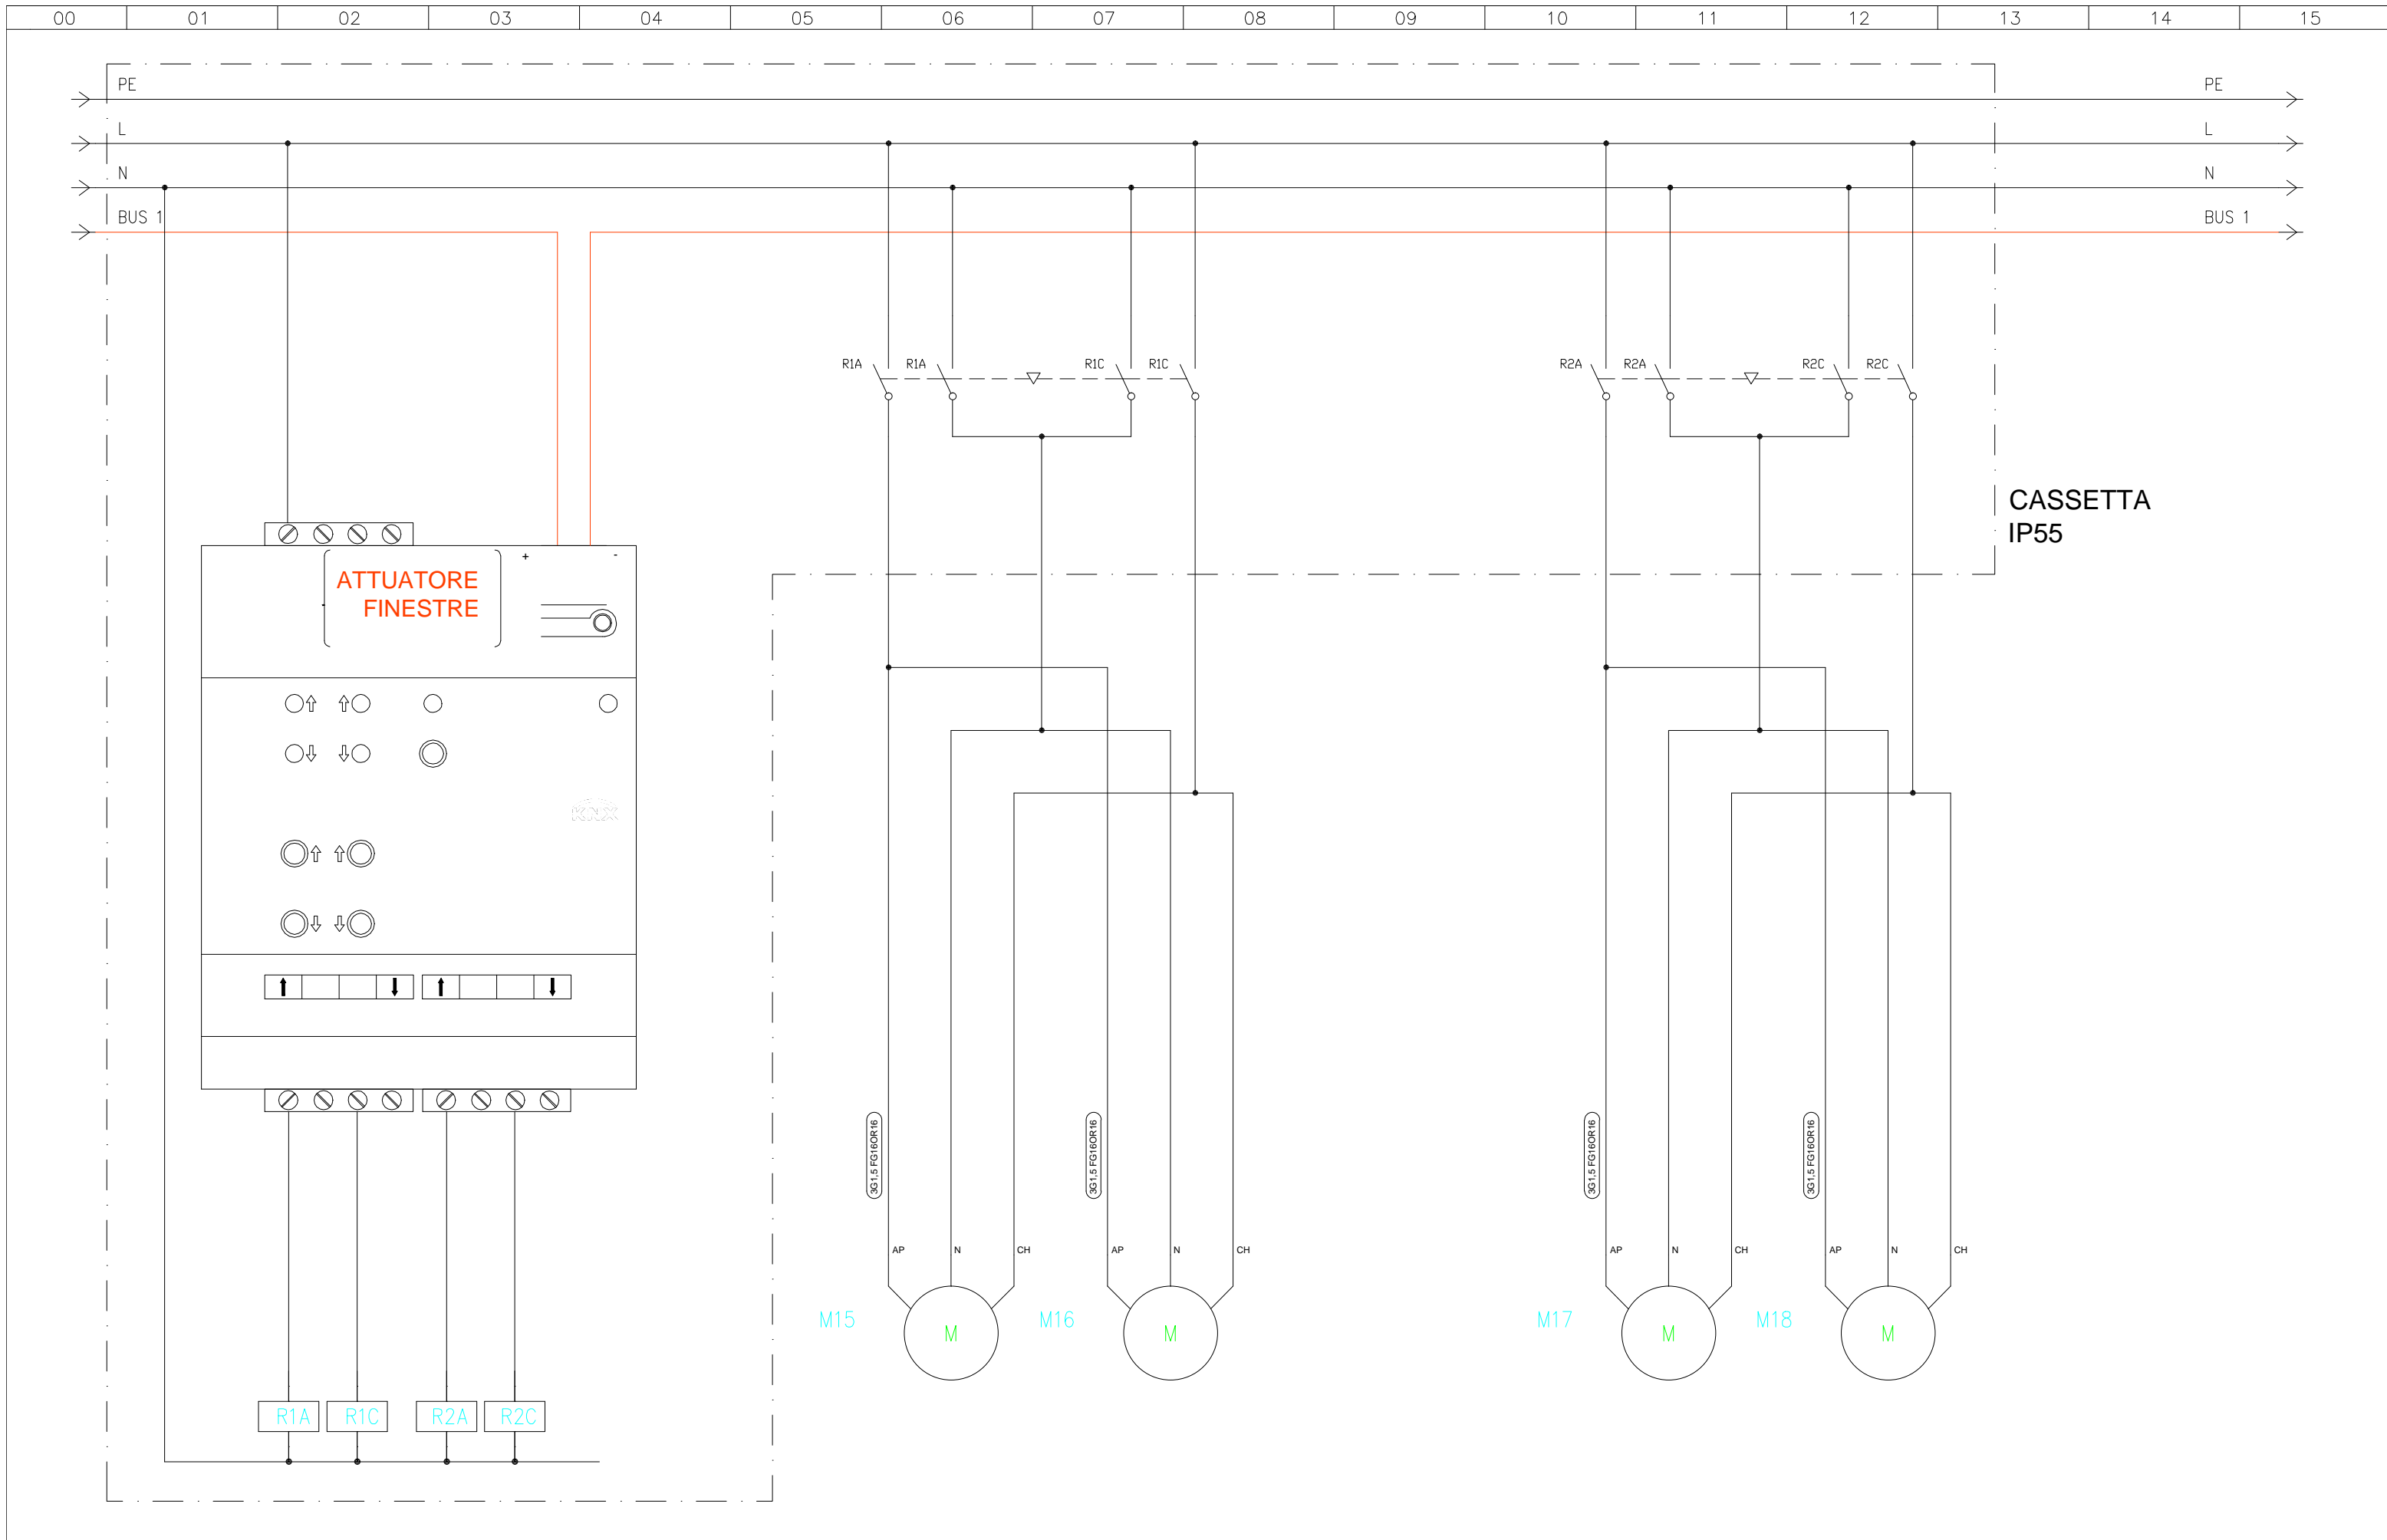 00 01 02 03 04 05 06 07 08 09 10 11 12 13 14 15
PE PE
L L
N N
BUS 1 BUS 1
R1A R1A R1C R1C R2A R2A R2C R2C
CASSETTA
IP55
+ -
ATTUATORE
FINESTRE
KNX
3G1,5 FG16OR16 3G1,5 FG16OR16 3G1,5 FG16OR16 3G1,5 FG16OR16
AP N CH AP N CH AP N CH AP N CH
M15 M M16 M M17 M M18 M
R1A R1C R2A R2C